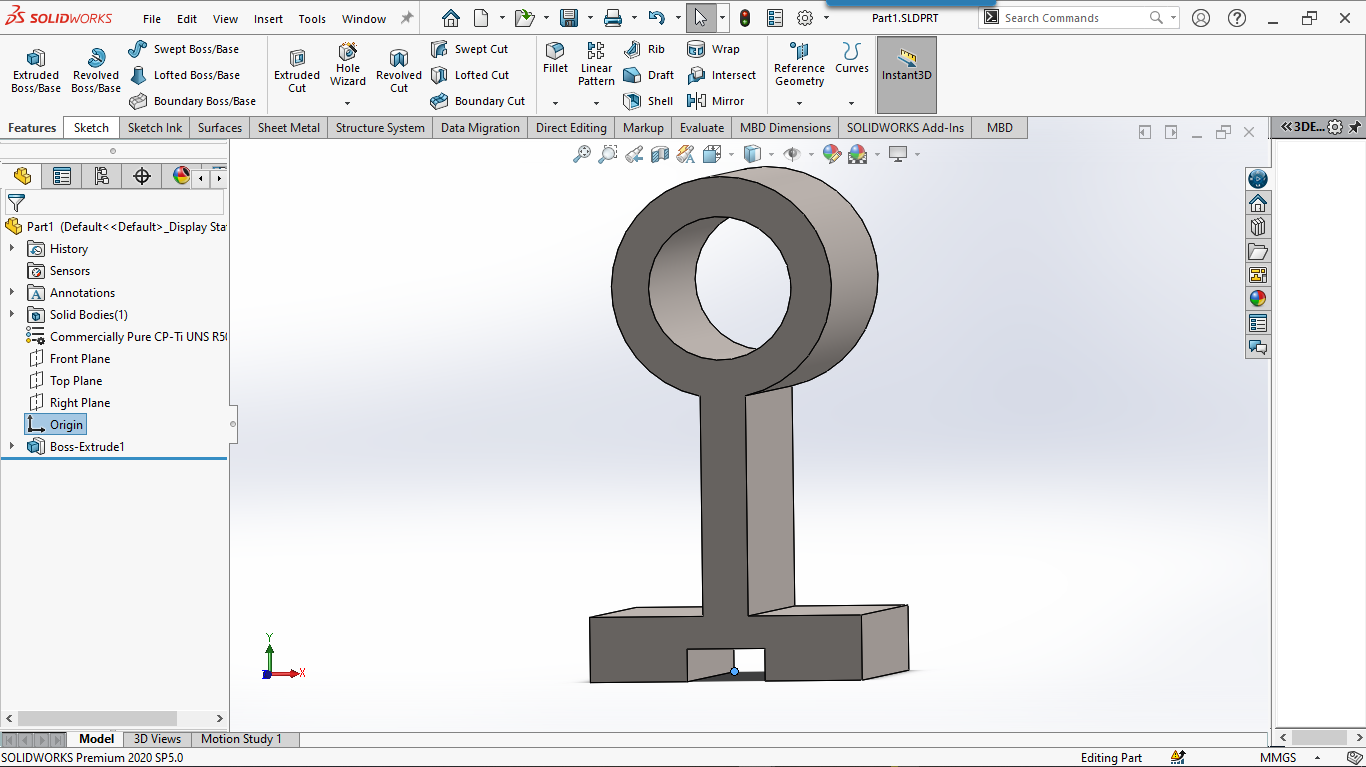 SOLIDWORKS File Edit View Insert Tools Window Part1.SLDPRT Search Commands
Extruded Boss/Base
Revolved Boss/Base
Swept Boss/Base
Lofted Boss/Base
Boundary Boss/Base
Extruded Cut
Hole Wizard
Revolved Cut
Swept Cut
Lofted Cut
Boundary Cut
Fillet
Linear Pattern
Rib
Draft
Shell
Wrap
Intersect
Mirror
Reference Geometry
Curves
Instant3D
Features Sketch Sketch Ink Surfaces Sheet Metal Structure System Data Migration Direct Editing Markup Evaluate MBD Dimensions SOLIDWORKS Add-Ins MBD
3DE...
Part1 (Default<<Default>_Display Sta
History
Sensors
A Annotations
Solid Bodies(1)
Commercially Pure CP-Ti UNS R50
Front Plane
Top Plane
Right Plane
Origin
Boss-Extrude1
Y
X
Model 3D Views Motion Study 1
SOLIDWORKS Premium 2020 SP5.0 Editing Part MMGS